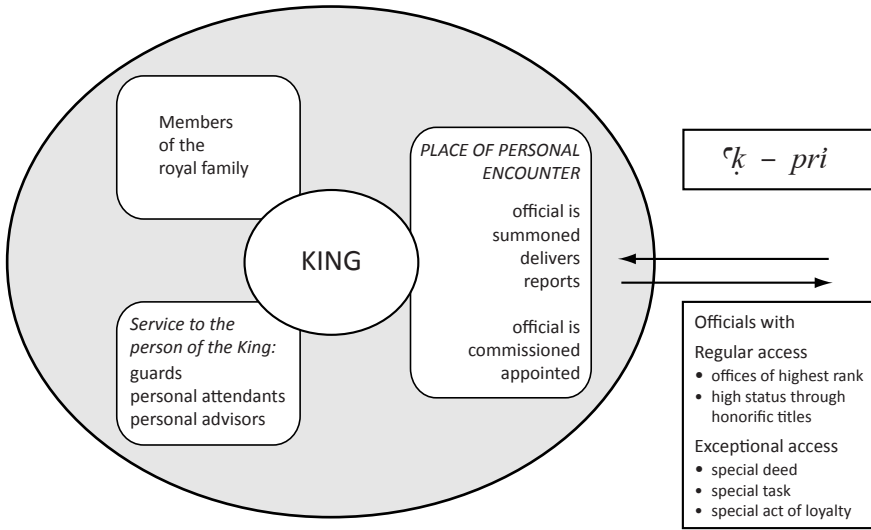 Members
of the
royal family
PLACE OF PERSONAL
ENCOUNTER
official is
summoned
delivers
reports
official is
commissioned
appointed
KING
Service to the
person of the King:
guards
personal attendants
personal advisors
ꜥḳ – prỉ
Officials with
Regular access
• offices of highest rank
• high status through
honorific titles
Exceptional access
• special deed
• special task
• special act of loyalty